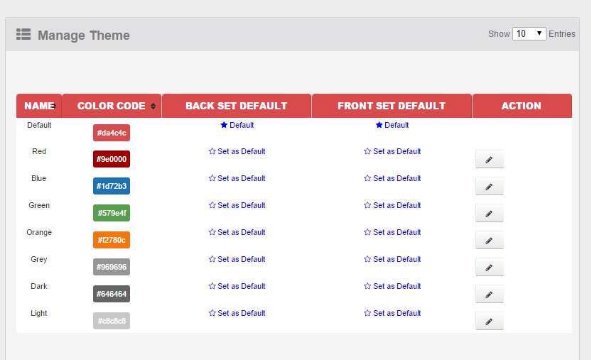 Manage Theme Show 10 Entries
NAME COLOR CODE BACK SET DEFAULT FRONT SET DEFAULT ACTION
Default #da4c4c Default Default
Red #9e0000 Set as Default Set as Default
Blue #1d72b3 Set as Default Set as Default
Green #579e4f Set as Default Set as Default
Orange #f2780c Set as Default Set as Default
Grey #969696 Set as Default Set as Default
Dark #646464 Set as Default Set as Default
Light #c8c8c8 Set as Default Set as Default